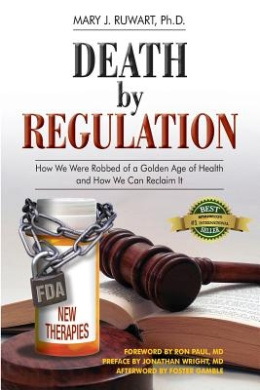 MARY J. RUWART, Ph.D.
DEATH
by
REGULATION
How We Were Robbed of a Golden Age of Health
and How We Can Reclaim It
BEST
#1 INTERNATIONAL
SELLER
FDA
NEW
THERAPIES
FOREWORD BY RON PAUL, MD
PREFACE BY JONATHAN WRIGHT, MD
AFTERWORD BY FOSTER GAMBLE